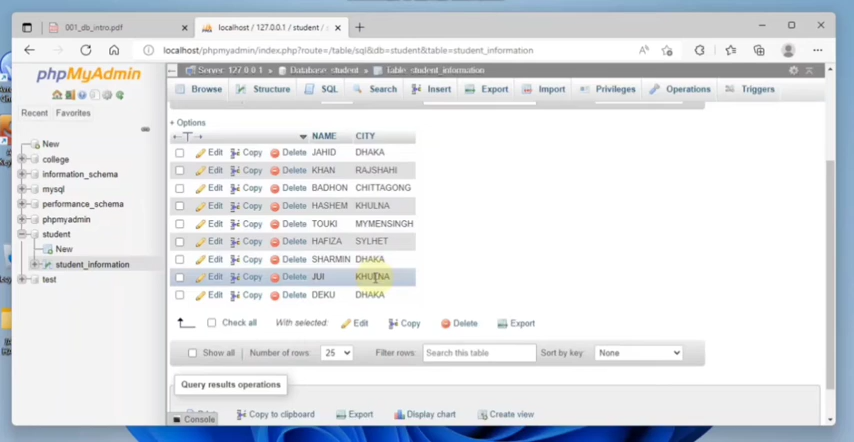 001_db_intro.pdf
localhost / 127.0.0.1 / student / s
localhost/phpmyadmin/index.php?route=/table/sql&db=student&table=student_information
phpMyAdmin
Recent Favorites
New
college
information_schema
mysql
performance_schema
phpmyadmin
student
New
student_information
test
Server: 127.0.0.1 » Database: student » Table: student_information
Browse Structure SQL Search Insert Export Import Privileges Operations Triggers
+ Options
NAME CITY
Edit Copy Delete JAHID DHAKA
Edit Copy Delete KHAN RAJSHAHI
Edit Copy Delete BADHON CHITTAGONG
Edit Copy Delete HASHEM KHULNA
Edit Copy Delete TOUKI MYMENSINGH
Edit Copy Delete HAFIZA SYLHET
Edit Copy Delete SHARMIN DHAKA
Edit Copy Delete JUI KHULNA
Edit Copy Delete DEKU DHAKA
Check all With selected: Edit Copy Delete Export
Show all Number of rows: 25 Filter rows: Search this table Sort by key: None
Query results operations
Copy to clipboard Export Display chart Create view
Console